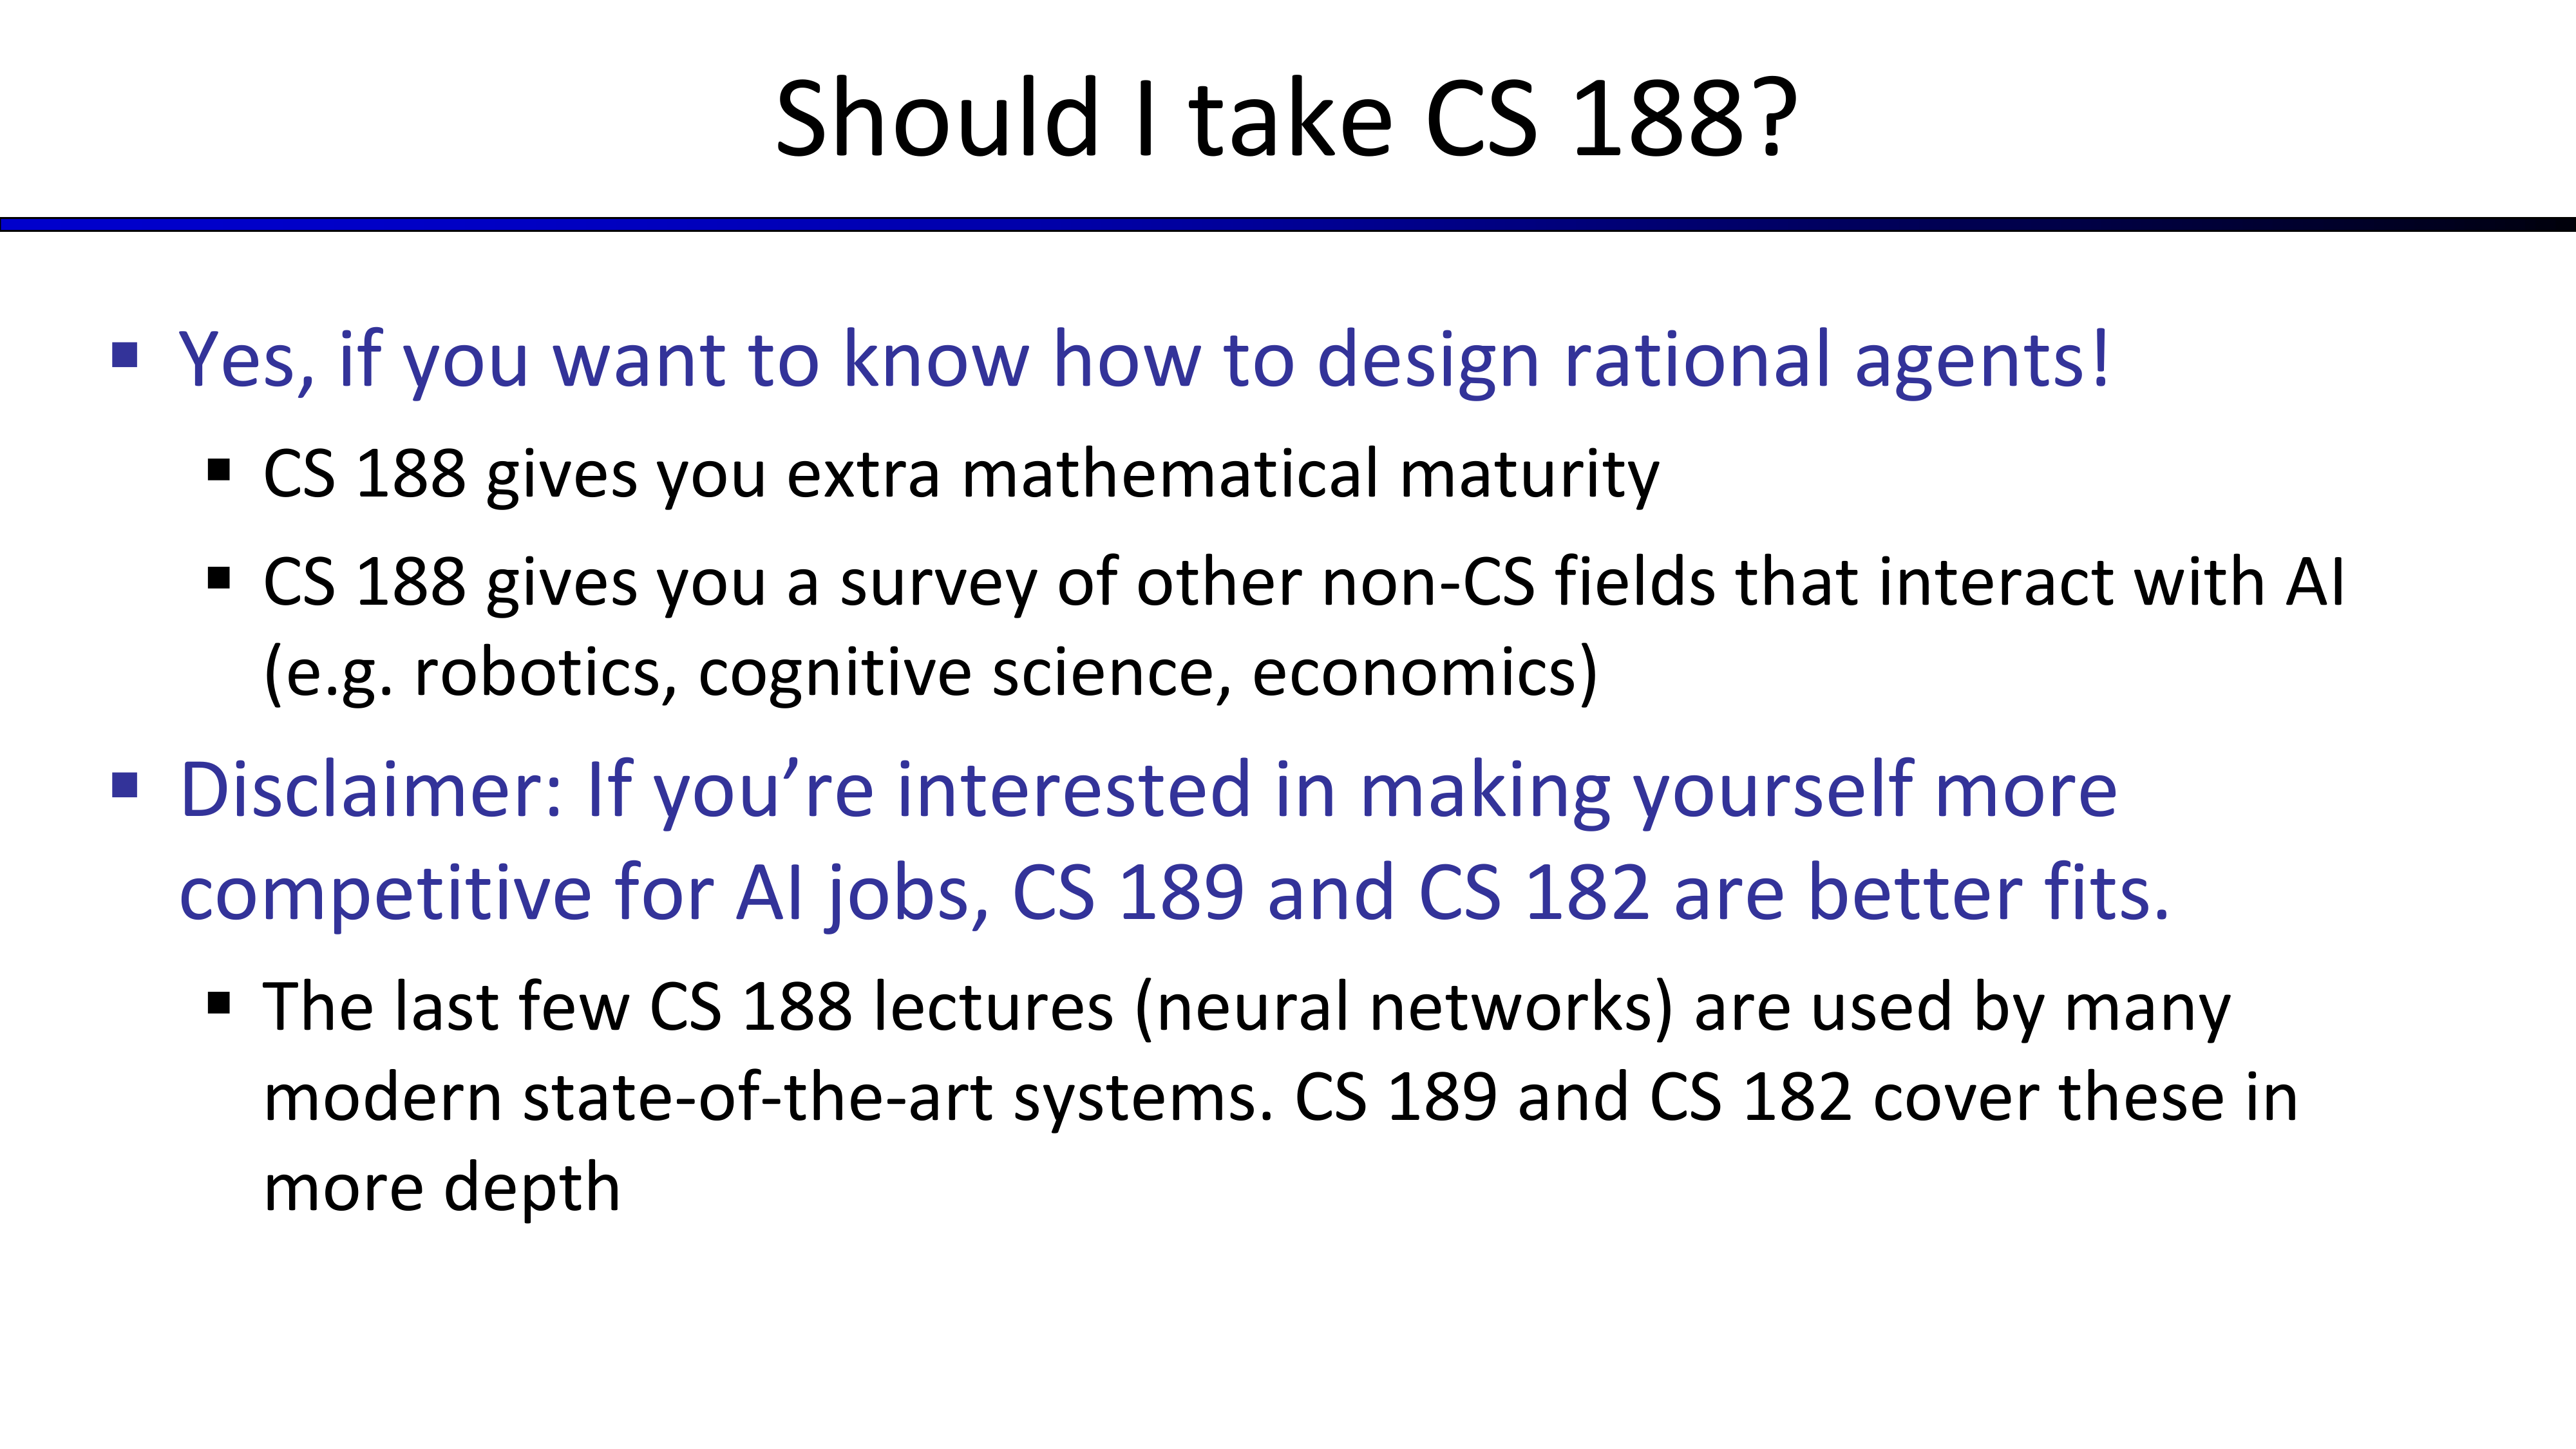 Should I take CS 188?
▪ Yes, if you want to know how to design rational agents!
▪ CS 188 gives you extra mathematical maturity
▪ CS 188 gives you a survey of other non-CS fields that interact with AI
(e.g. robotics, cognitive science, economics)
▪ Disclaimer: If you’re interested in making yourself more
competitive for AI jobs, CS 189 and CS 182 are better fits.
▪ The last few CS 188 lectures (neural networks) are used by many
modern state-of-the-art systems. CS 189 and CS 182 cover these in
more depth